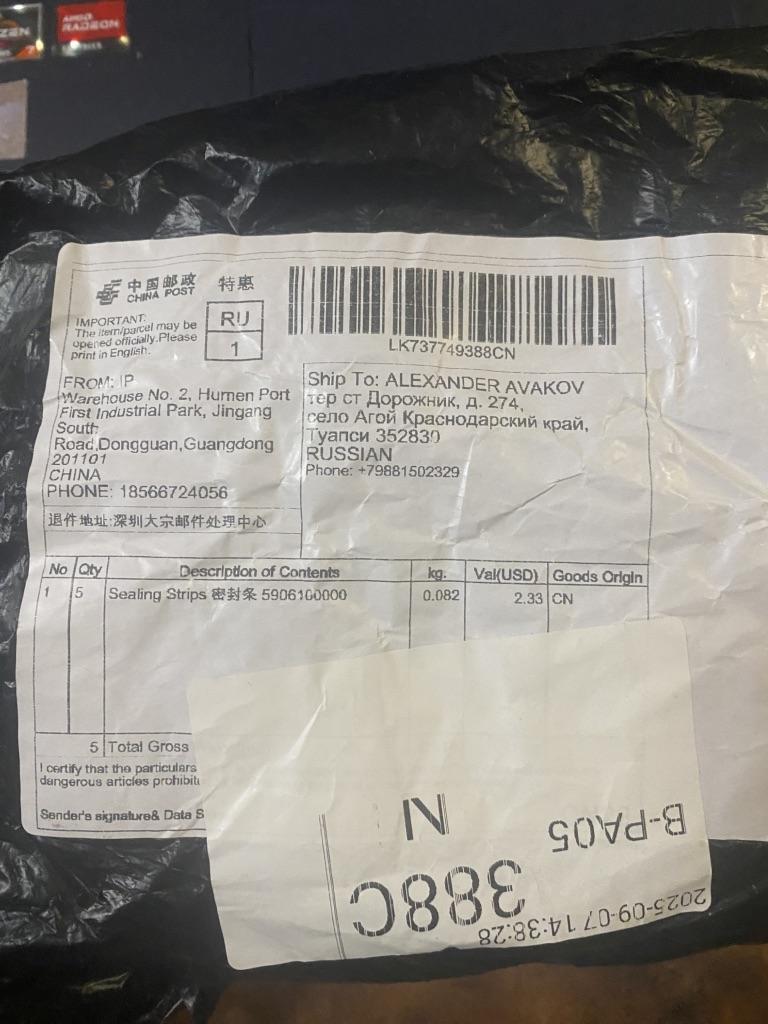 ZEN
7
AMD
RADEON
中国邮政
CHINA POST
特惠
IMPORTANT:
The item/parcel may be
opened officially.Please
print in English.
RU
1
LK737749388CN
FROM: IP
Warehouse No. 2, Humen Port
First Industrial Park, Jingang
South
Road,Dongguan,Guangdong
201101
CHINA
PHONE: 18566724056
退件地址:深圳大宗邮件处理中心
Ship To: ALEXANDER AVAKOV
тер ст Дорожник, д. 274,
село Агой Краснодарский край,
Туапси 352830
RUSSIAN
Phone: +79881502329
No Qty Description of Contents kg. Val(USD) Goods Origin
1 5 Sealing Strips 密封条 5906100000 0.082 2.33 CN
5 Total Gross
I certify that the particulars
dangerous articles prohibit
Sender's signature& Data S
2025-09-07 14:38:28
388C
B-PA05